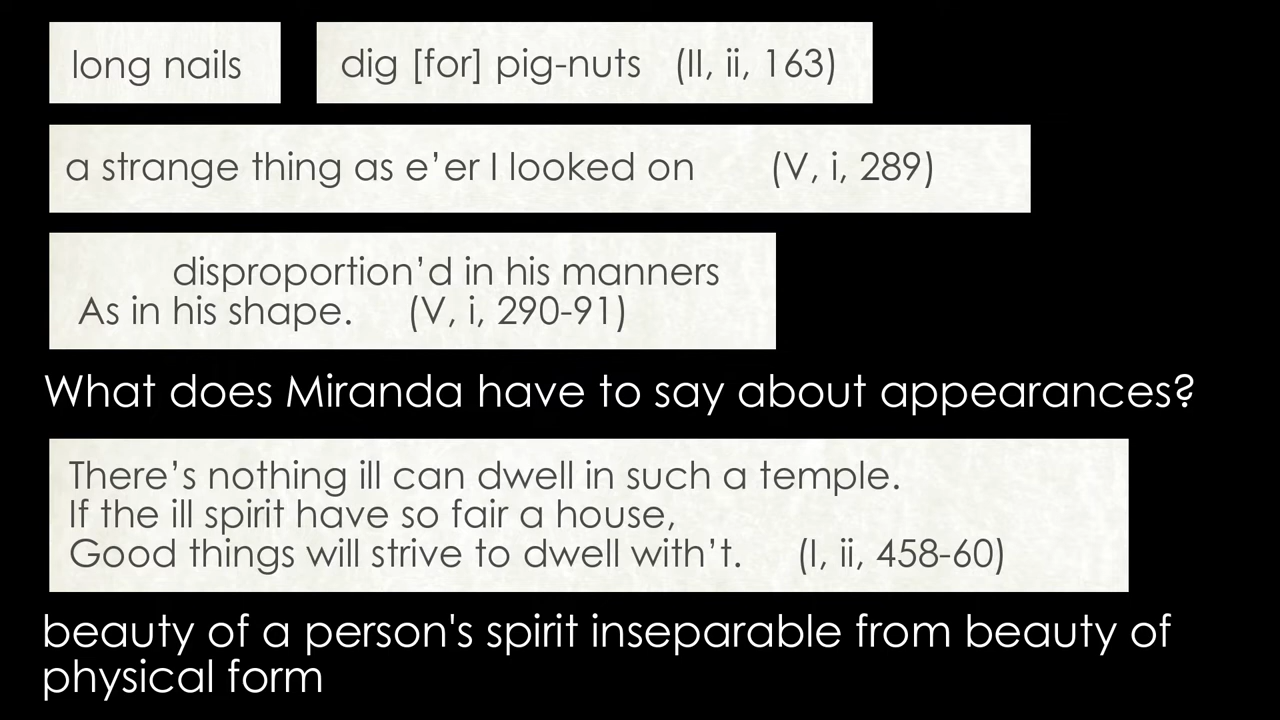 long nails dig [for] pig-nuts (II, ii, 163)
a strange thing as e’er I looked on (V, i, 289)
disproportion’d in his manners
As in his shape. (V, i, 290-91)
What does Miranda have to say about appearances?
There’s nothing ill can dwell in such a temple.
If the ill spirit have so fair a house,
Good things will strive to dwell with’t. (I, ii, 458-60)
beauty of a person's spirit inseparable from beauty of
physical form